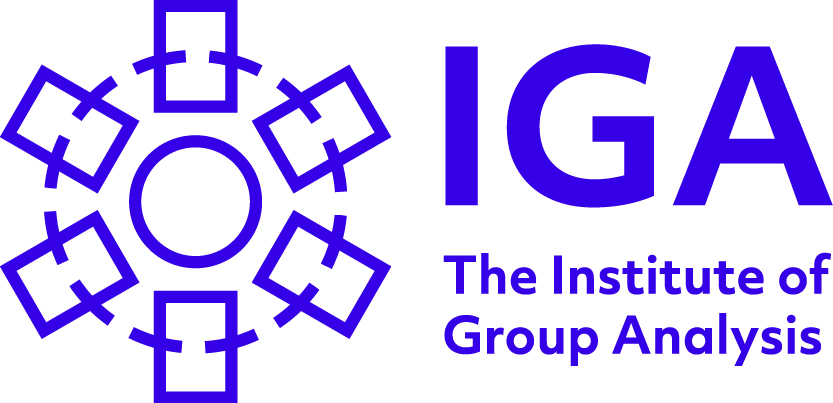 IGA
The Institute of
Group Analysis